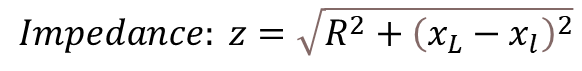 Impedance: z = √R² + (x_L − x_l)²